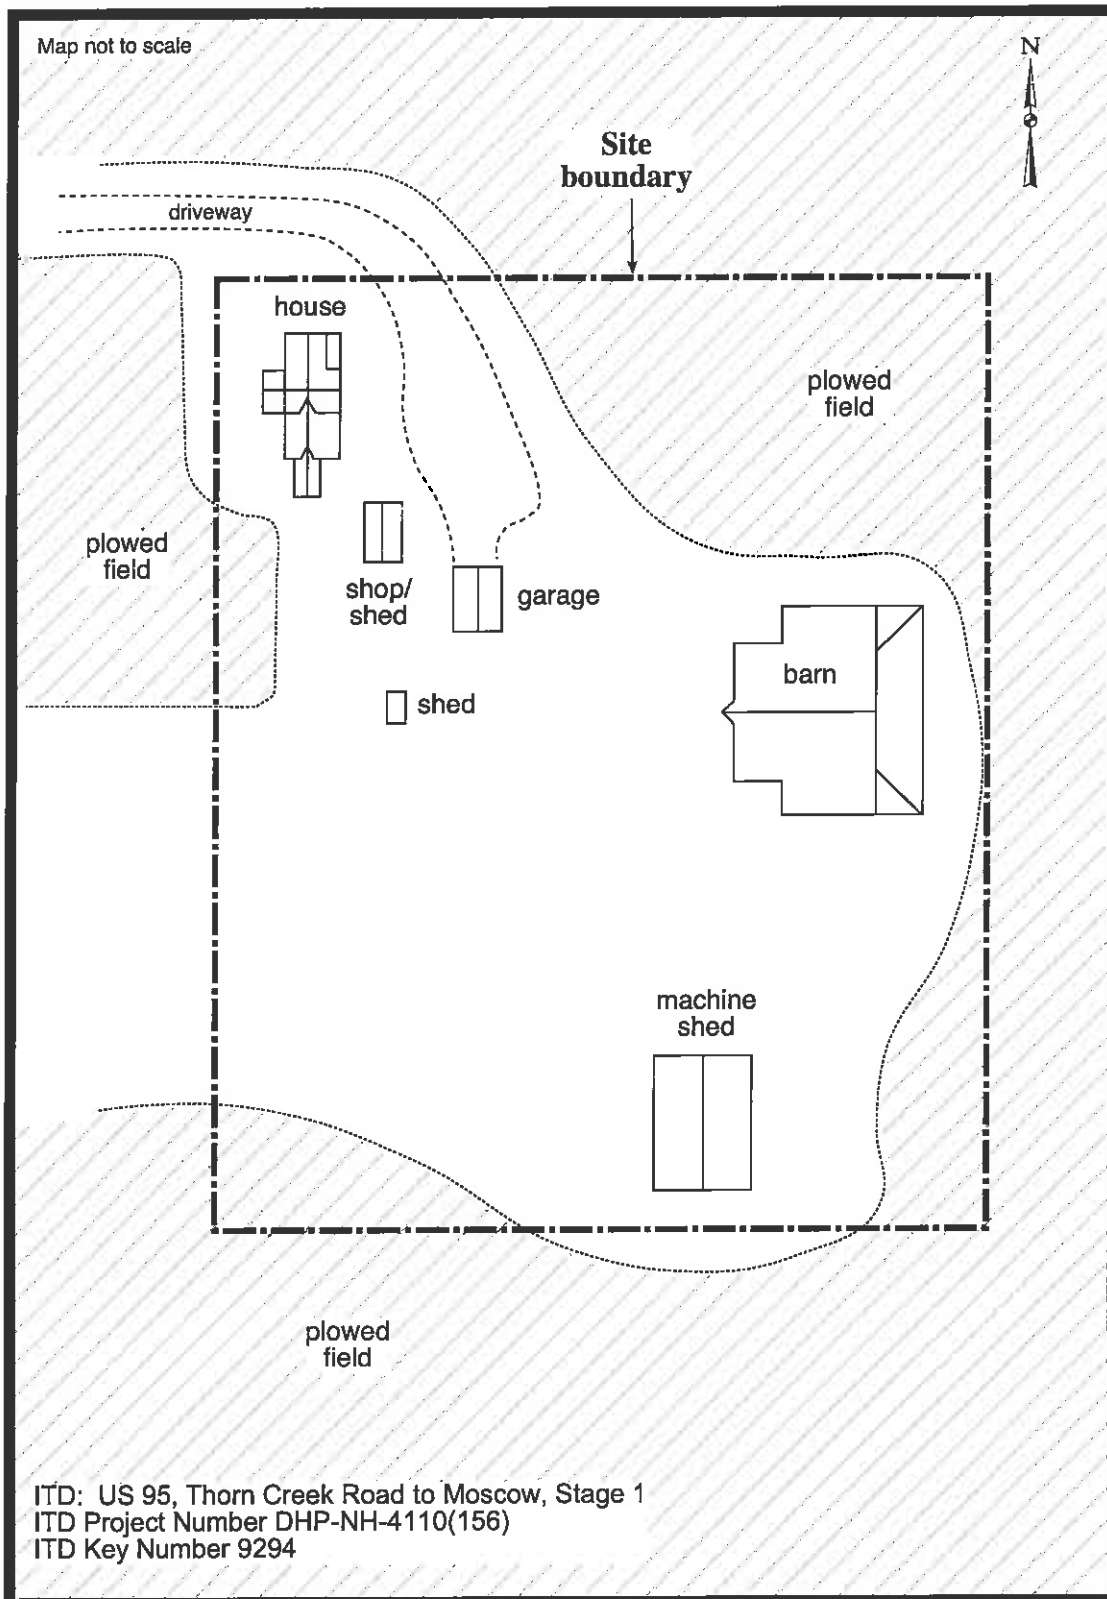 Map not to scale
N
Site
boundary
driveway
house
plowed
field
plowed
field
shop/
shed
garage
barn
shed
machine
shed
plowed
field
ITD:  US 95, Thorn Creek Road to Moscow, Stage 1
ITD Project Number DHP-NH-4110(156)
ITD Key Number 9294